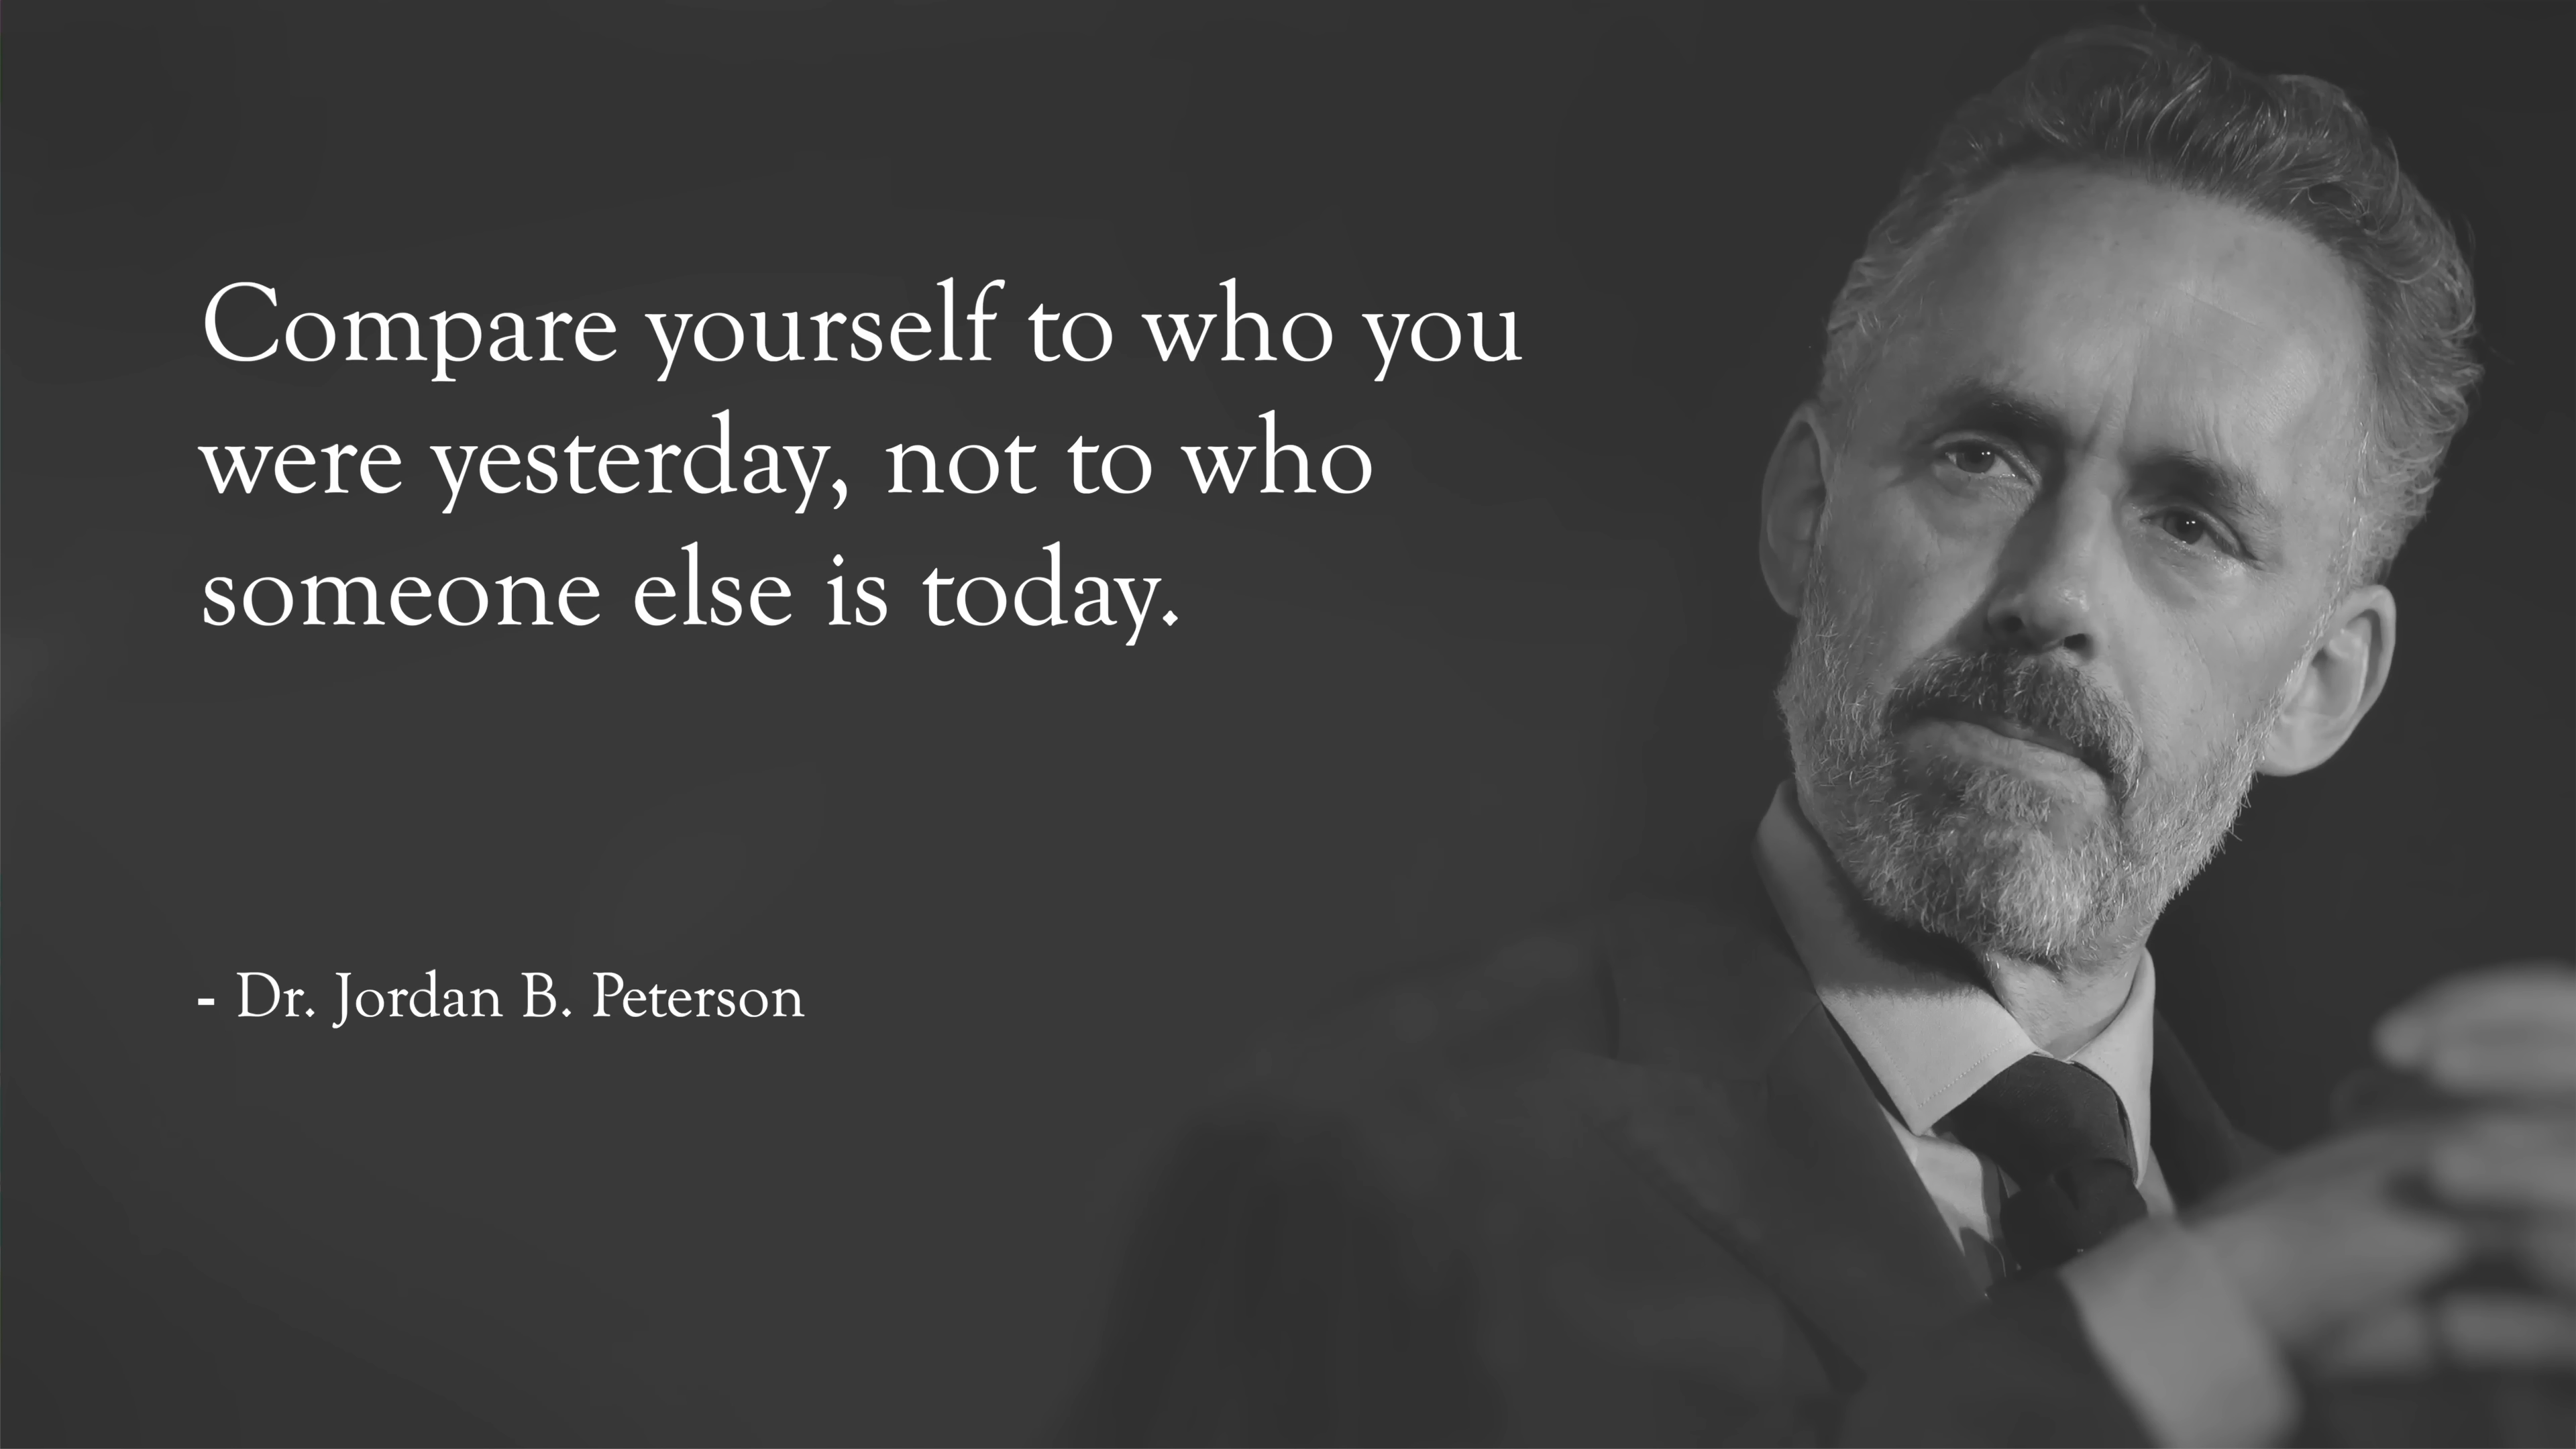 Compare yourself to who you
were yesterday, not to who
someone else is today.
- Dr. Jordan B. Peterson